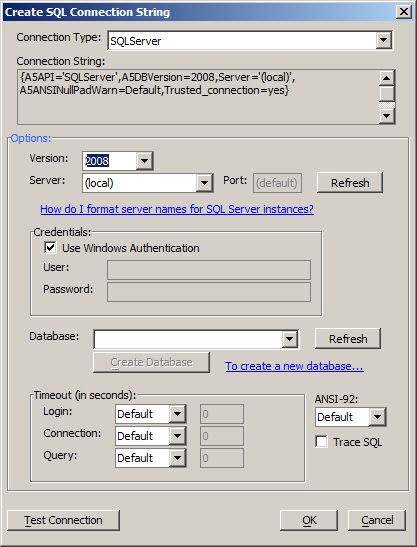 Create SQL Connection String
Connection Type: SQLServer
Connection String:
{A5API='SQLServer',A5DBVersion=2008,Server='(local)',
A5ANSINullPadWarn=Default,Trusted_connection=yes}
Options:
Version: 2008
Server: (local) Port: (default) Refresh
How do I format server names for SQL Server instances?
Credentials:
Use Windows Authentication
User:
Password:
Database: Refresh
Create Database To create a new database...
Timeout (in seconds):
ANSI-92:
Login: Default 0 Default
Connection: Default 0 Trace SQL
Query: Default 0
Test Connection OK Cancel